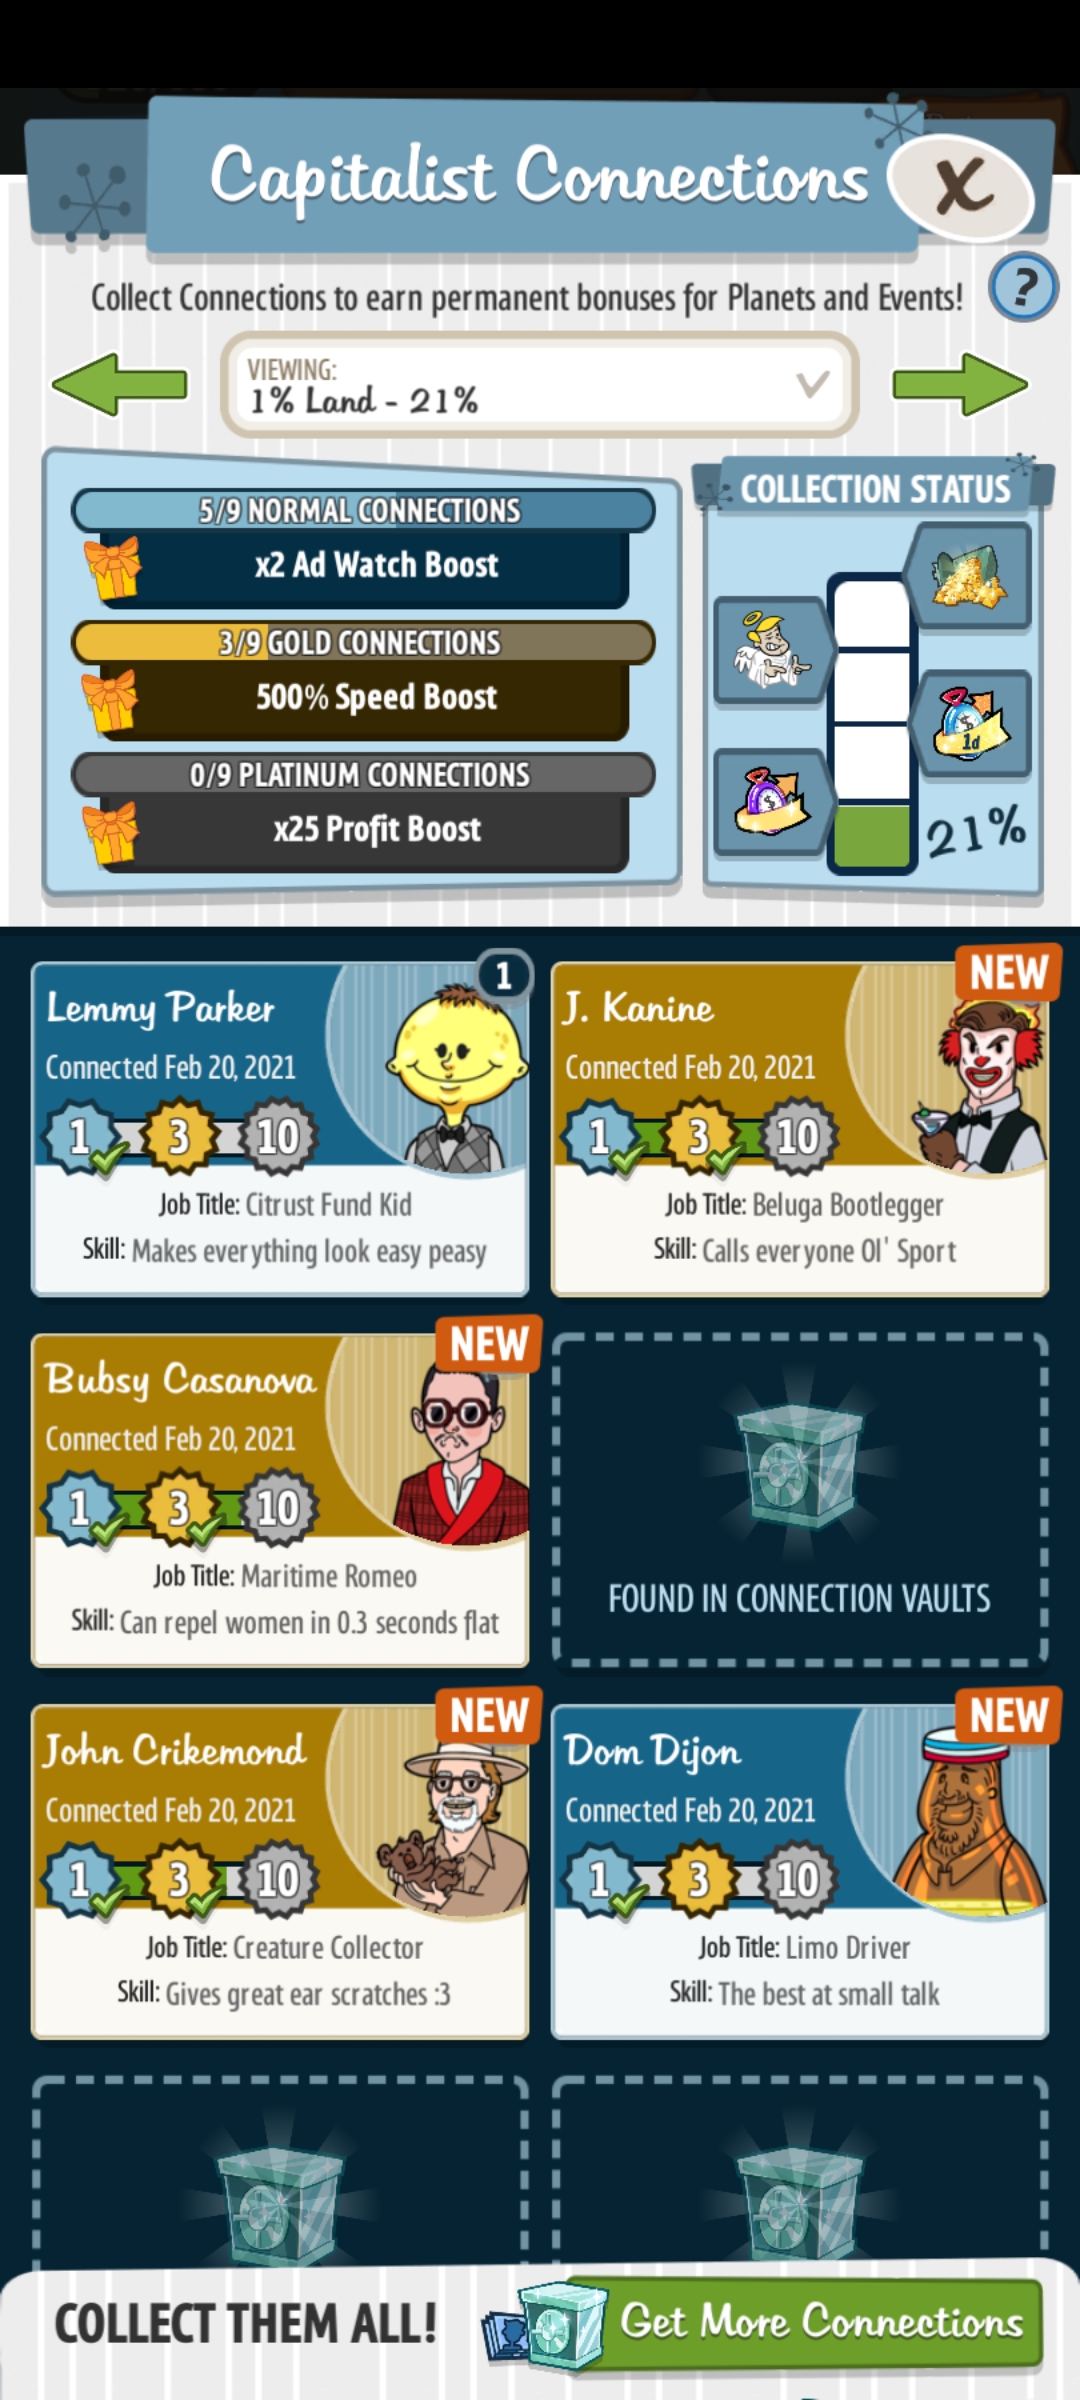 Capitalist Connections
X
Collect Connections to earn permanent bonuses for Planets and Events!
?
VIEWING:
1% Land - 21%
5/9 NORMAL CONNECTIONS
x2 Ad Watch Boost
3/9 GOLD CONNECTIONS
500% Speed Boost
0/9 PLATINUM CONNECTIONS
x25 Profit Boost
COLLECTION STATUS
1d
21%
1
Lemmy Parker
Connected Feb 20, 2021
1 3 10
Job Title: Citrust Fund Kid
Skill: Makes everything look easy peasy
NEW
J. Kanine
Connected Feb 20, 2021
1 3 10
Job Title: Beluga Bootlegger
Skill: Calls everyone Ol' Sport
NEW
Bubsy Casanova
Connected Feb 20, 2021
1 3 10
Job Title: Maritime Romeo
Skill: Can repel women in 0.3 seconds flat
FOUND IN CONNECTION VAULTS
NEW
John Crikemond
Connected Feb 20, 2021
1 3 10
Job Title: Creature Collector
Skill: Gives great ear scratches :3
NEW
Dom Dijon
Connected Feb 20, 2021
1 3 10
Job Title: Limo Driver
Skill: The best at small talk
COLLECT THEM ALL!
Get More Connections